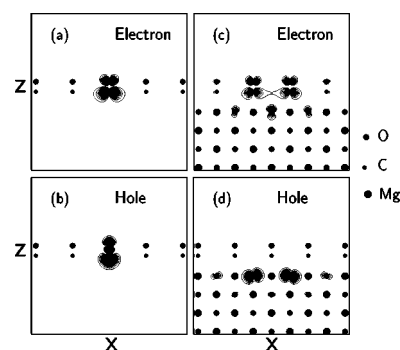 (a) Electron
(c) Electron
Z
O
C
Mg
(b) Hole
(d) Hole
Z
X
X